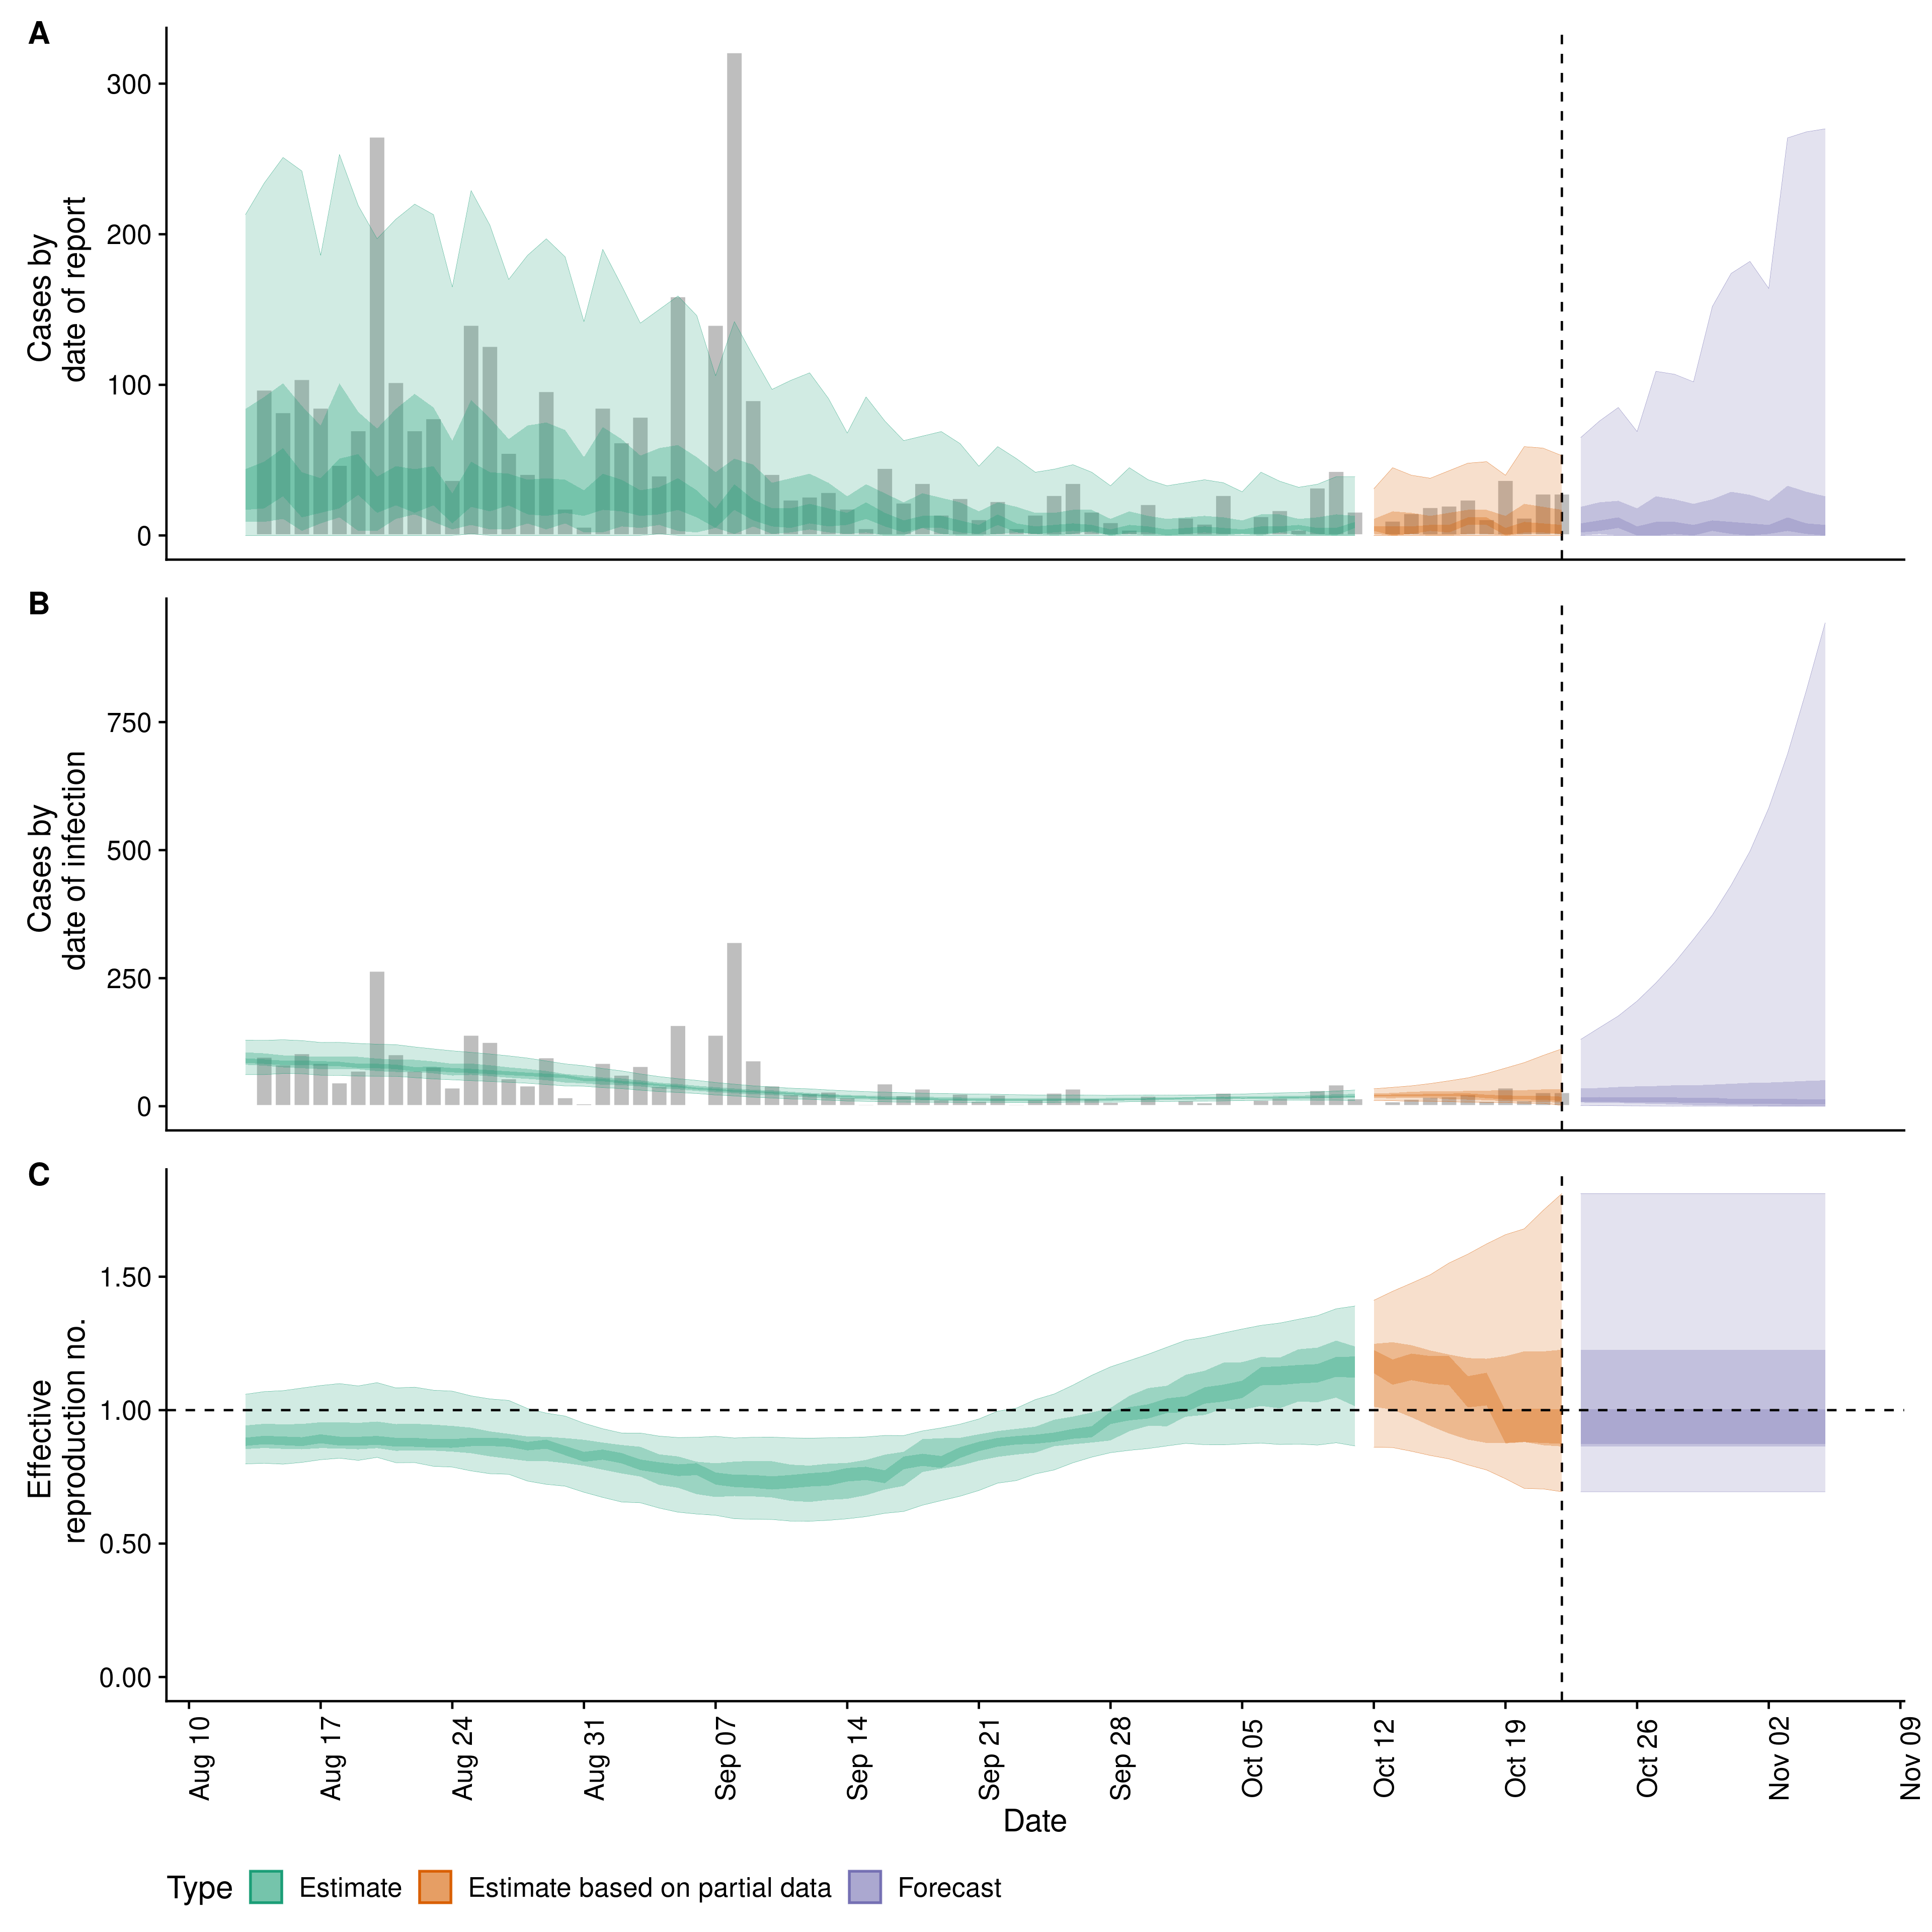 A
Cases by
date of report
300
200
100
0
B
Cases by
date of infection
750
500
250
0
C
Effective
reproduction no.
1.50
1.00
0.50
0.00
Aug 10
Aug 17
Aug 24
Aug 31
Sep 07
Sep 14
Sep 21
Sep 28
Oct 05
Oct 12
Oct 19
Oct 26
Nov 02
Nov 09
Date
Type
Estimate
Estimate based on partial data
Forecast